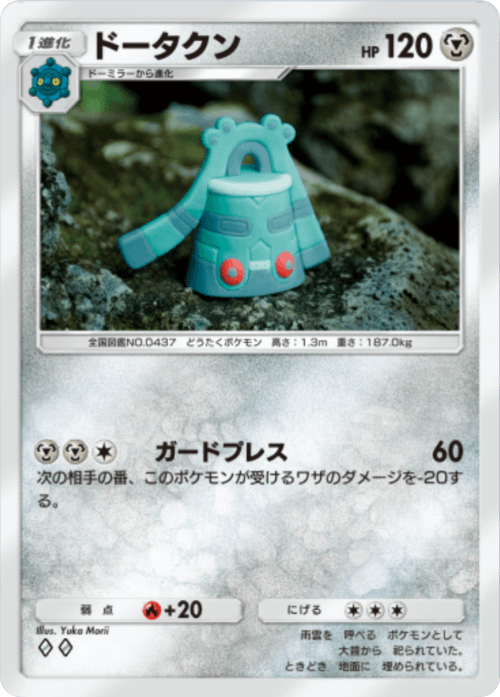 1進化 ドータクン HP 120
ドーミラーから進化
全国図鑑NO.0437 どうたくポケモン 高さ:1.3m 重さ:187.0kg
ガードプレス 60
次の相手の番、このポケモンが受けるワザのダメージを-20す
る。
弱点 +20 にげる
Illus. Yuka Morii
雨雲を 呼べる ポケモンとして
大昔から 祀られていた。
ときどき 地面に 埋められている。